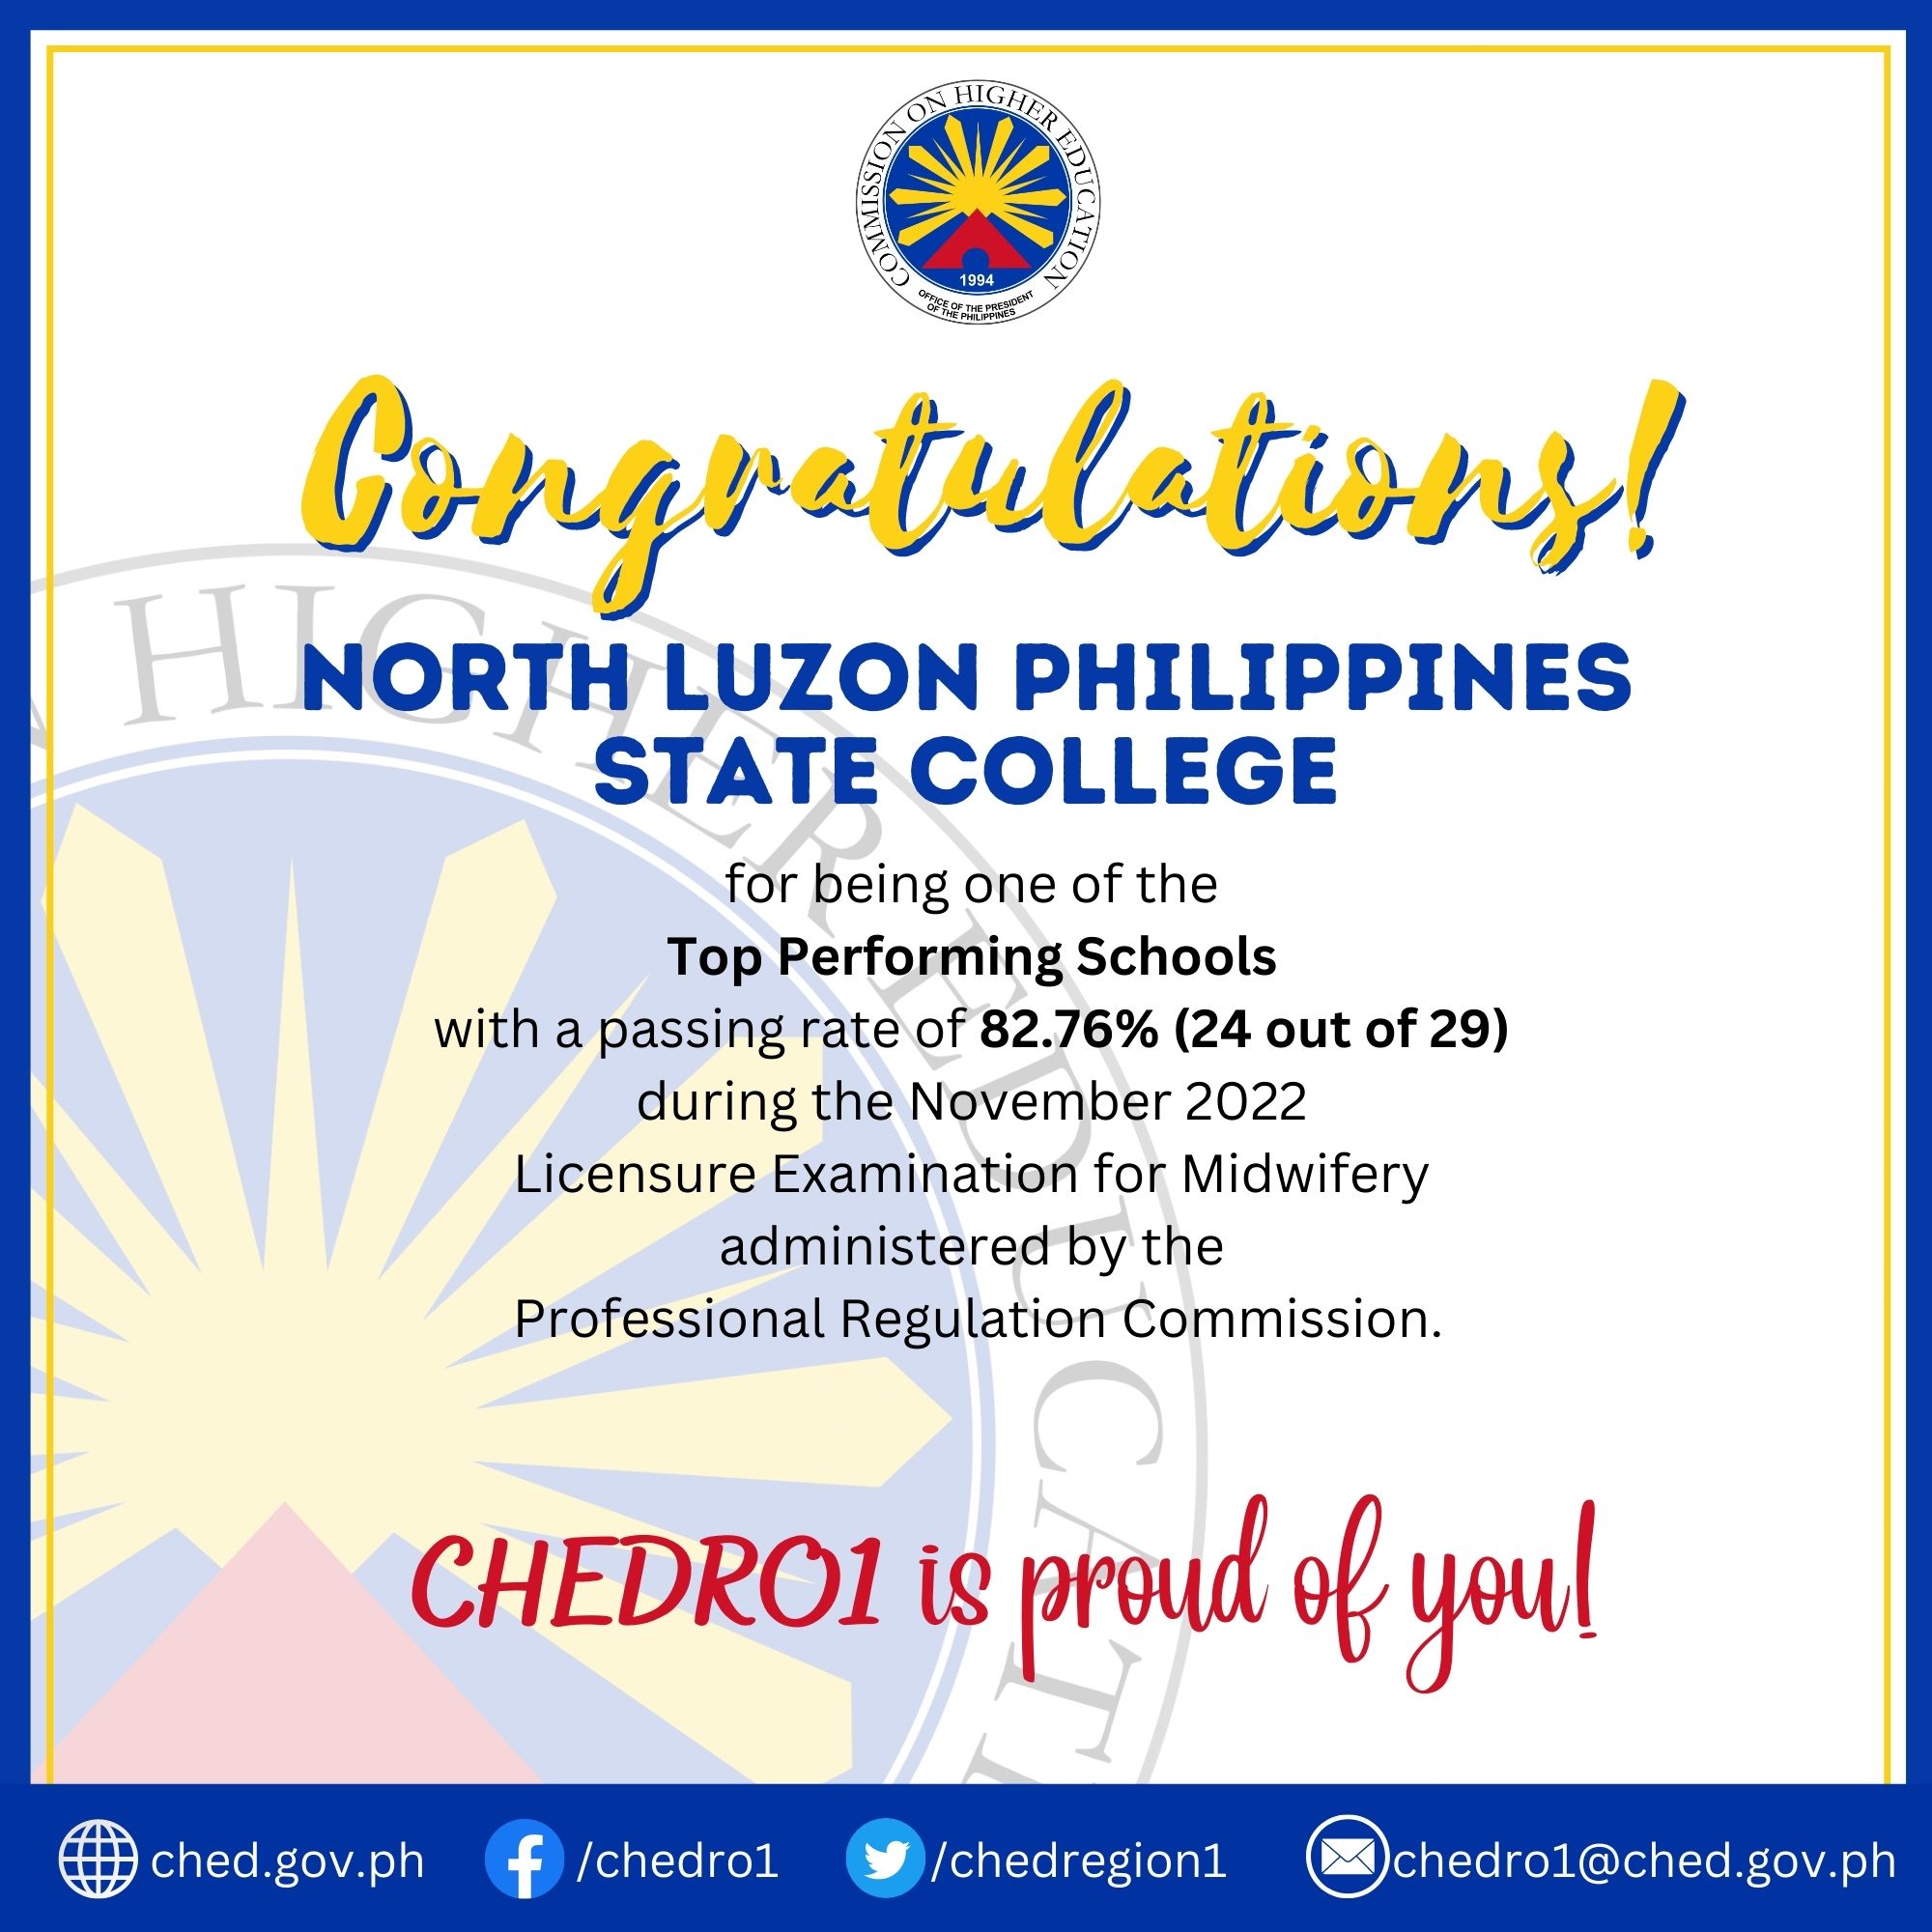 COMMISSION ON HIGHER EDUCATION
1994
OFFICE OF THE PRESIDENT
OF THE PHILIPPINES
Congratulations!
NORTH LUZON PHILIPPINES
STATE COLLEGE
for being one of the
Top Performing Schools
with a passing rate of 82.76% (24 out of 29)
during the November 2022
Licensure Examination for Midwifery
administered by the
Professional Regulation Commission.
HIGHER EDUCATI
CHEDRO1 is proud of you!
ched.gov.ph
/chedro1
/chedregion1
chedro1@ched.gov.ph